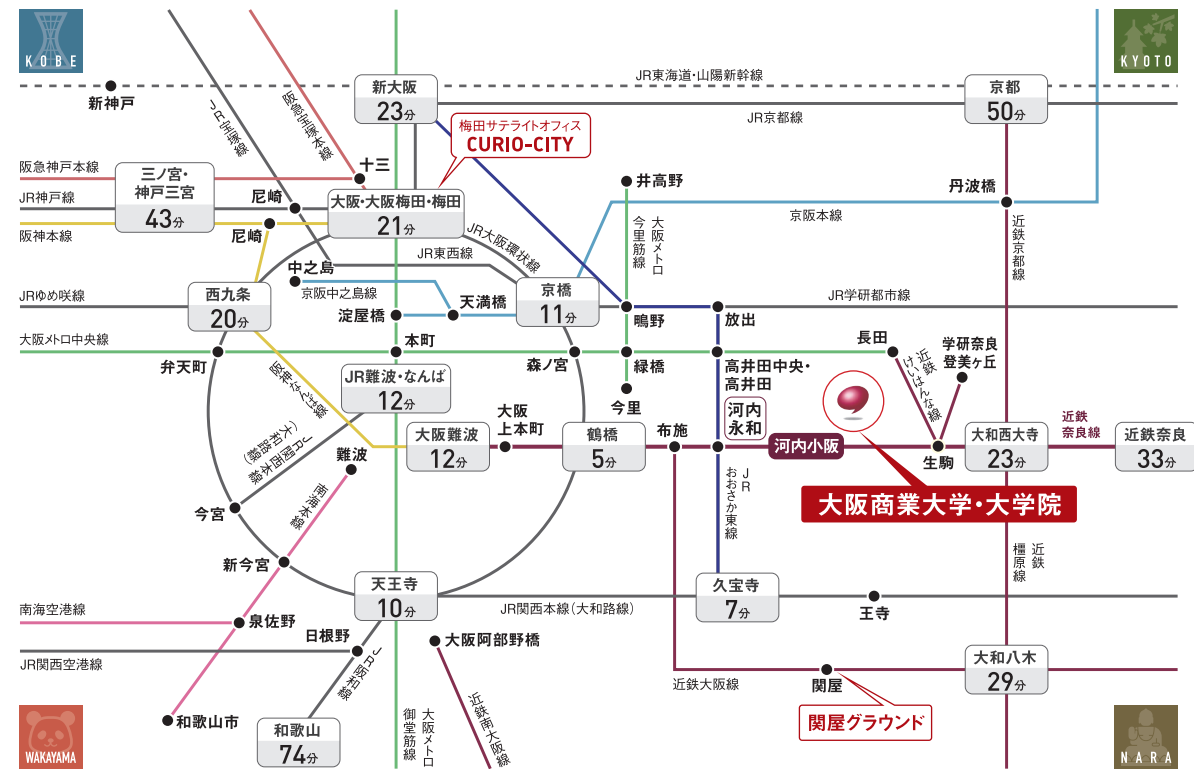 KOBE
KYOTO
JR東海道・山陽新幹線
新神戸
新大阪
23分
京都
50分
JR京都線
JR宝塚線
阪急宝塚本線
梅田サテライトオフィス
CURIO-CITY
阪急神戸本線
三ノ宮・
神戸三宮
43分
十三
井高野
丹波橋
JR神戸線
尼崎
大阪・大阪梅田・梅田
21分
京阪本線
阪神本線
尼崎
JR大阪環状線
大阪メトロ
今里筋線
近鉄京都線
JR東西線
中之島
京阪中之島線
天満橋
京橋
11分
JRゆめ咲線
西九条
20分
淀屋橋
鴫野
放出
JR学研都市線
大阪メトロ中央線
弁天町
本町
森ノ宮
緑橋
高井田中央・
高井田
長田
学研奈良
登美ヶ丘
近鉄
けいはんな線
阪神なんば線
JR難波・なんば
12分
今里
大阪
上本町
河内
永和
JR関西本線
(大和路線)
難波
大阪難波
12分
鶴橋
5分
布施
河内小阪
生駒
大和西大寺
23分
近鉄
奈良線
近鉄奈良
33分
南海本線
今宮
JR
おおさか東線
大阪商業大学・大学院
新今宮
近鉄
橿原線
天王寺
10分
久宝寺
7分
南海空港線
泉佐野
JR関西本線(大和路線)
王寺
日根野
大阪阿部野橋
JR関西空港線
JR阪和線
近鉄大阪線
関屋
大和八木
29分
和歌山市
和歌山
74分
大阪メトロ
御堂筋線
近鉄南大阪線
関屋グラウンド
WAKAYAMA
NARA